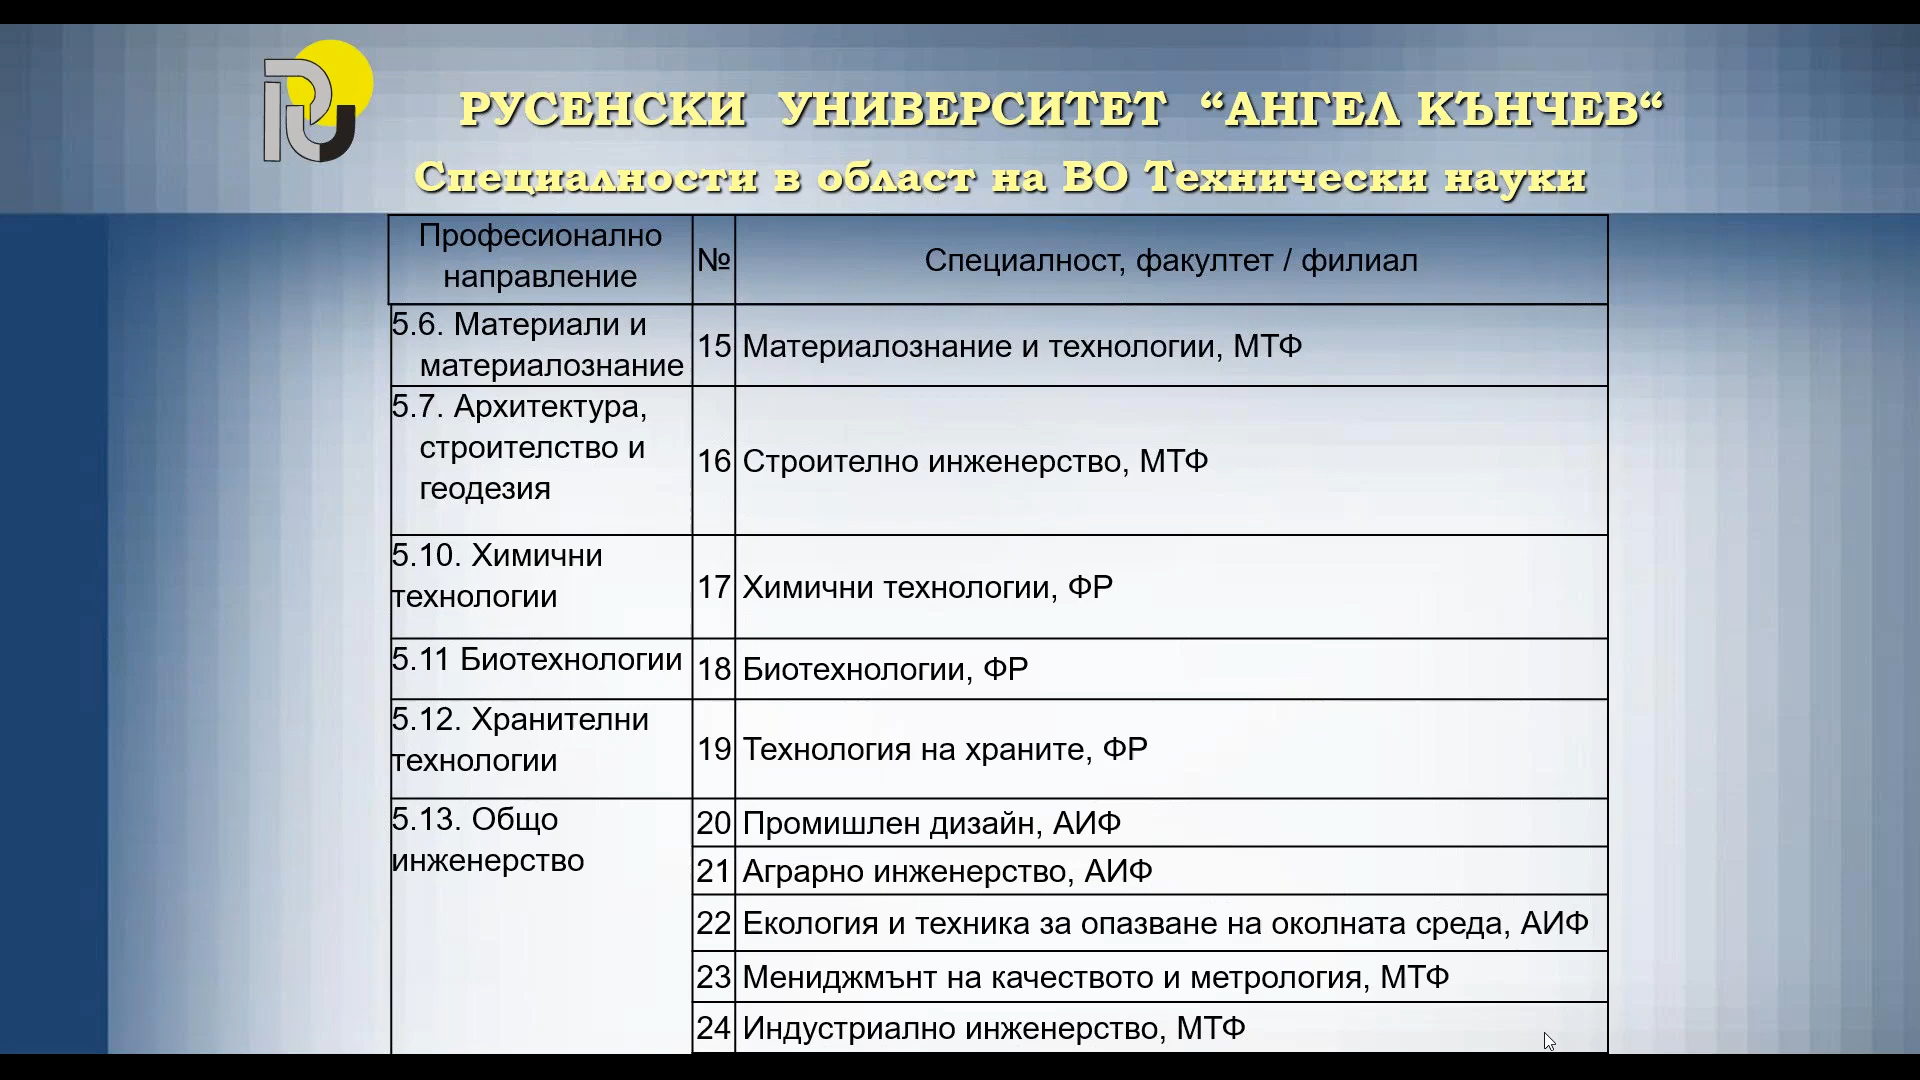 РУСЕНСКИ УНИВЕРСИТЕТ “АНГЕЛ КЪНЧЕВ“
Специалности в област на ВО Технически науки
Професионално
направление
№
Специалност, факултет / филиал
5.6. Материали и
материалознание
15
Материалознание и технологии, МТФ
5.7. Архитектура,
строителство и
геодезия
16
Строително инженерство, МТФ
5.10. Химични
технологии
17
Химични технологии, ФР
5.11 Биотехнологии
18
Биотехнологии, ФР
5.12. Хранителни
технологии
19
Технология на храните, ФР
5.13. Общо
инженерство
20
Промишлен дизайн, АИФ
21
Аграрно инженерство, АИФ
22
Екология и техника за опазване на околната среда, АИФ
23
Мениджмънт на качеството и метрология, МТФ
24
Индустриално инженерство, МТФ